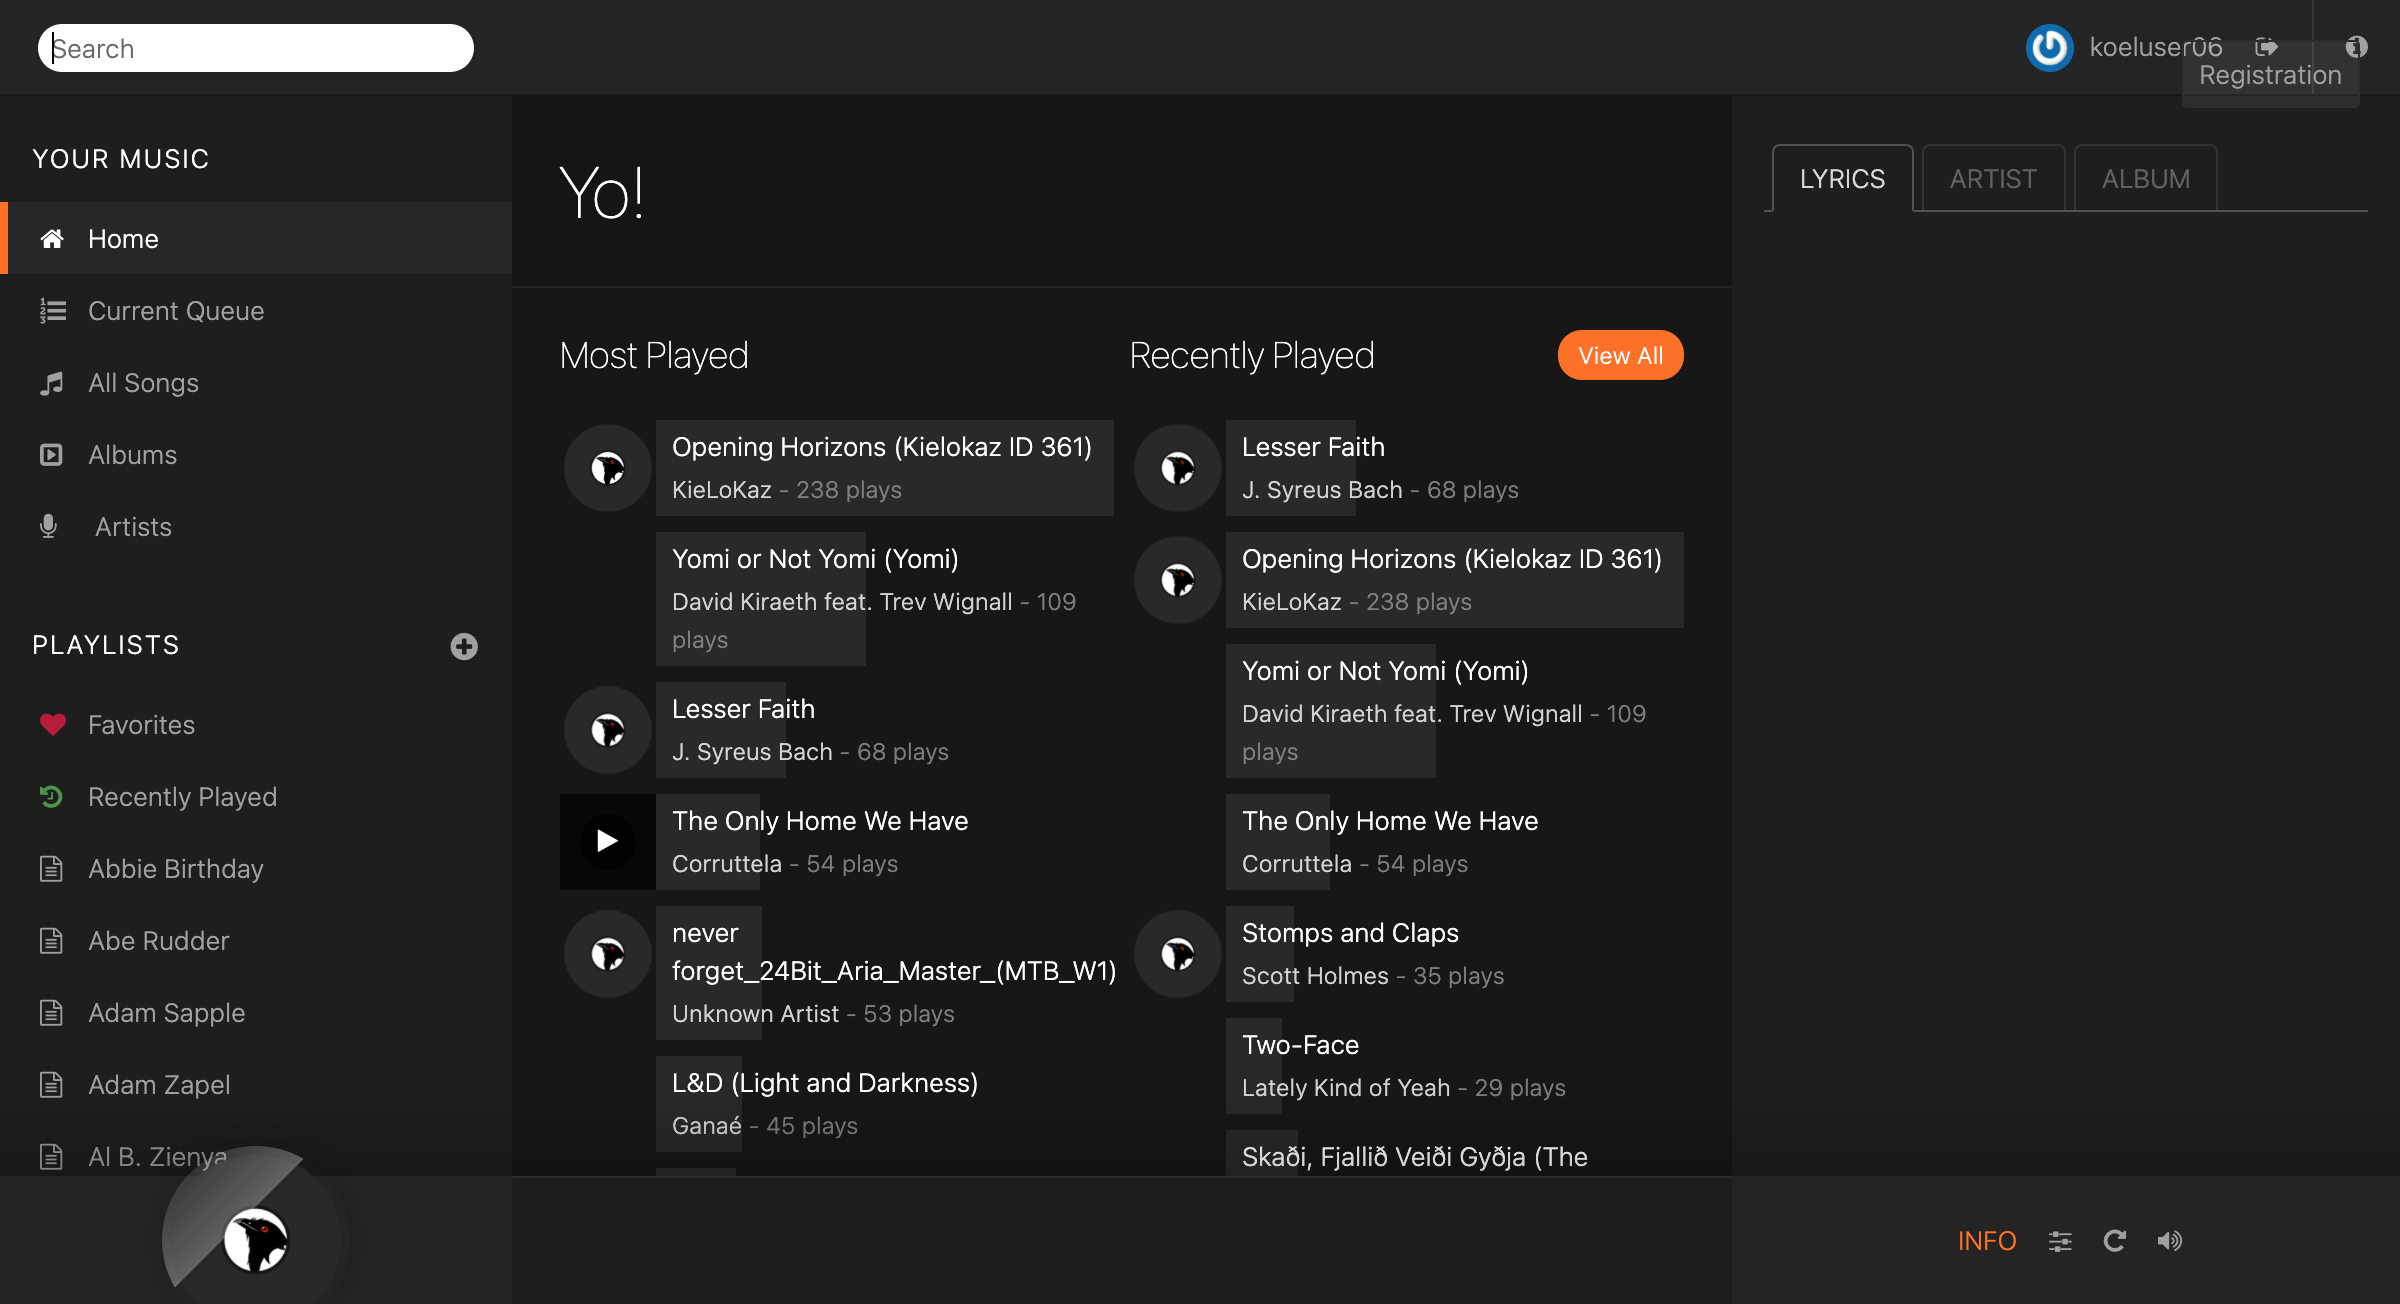 Search
koeluser06
Registration
YOUR MUSIC
Home
Current Queue
All Songs
Albums
Artists
PLAYLISTS
Favorites
Recently Played
Abbie Birthday
Abe Rudder
Adam Sapple
Adam Zapel
Al B. Zienya
Yo!
Most Played
Opening Horizons (Kielokaz ID 361)
KieLoKaz - 238 plays
Yomi or Not Yomi (Yomi)
David Kiraeth feat. Trev Wignall - 109
plays
Lesser Faith
J. Syreus Bach - 68 plays
The Only Home We Have
Corruttela - 54 plays
never
forget_24Bit_Aria_Master_(MTB_W1)
Unknown Artist - 53 plays
L&D (Light and Darkness)
Ganaé - 45 plays
Recently Played
View All
Lesser Faith
J. Syreus Bach - 68 plays
Opening Horizons (Kielokaz ID 361)
KieLoKaz - 238 plays
Yomi or Not Yomi (Yomi)
David Kiraeth feat. Trev Wignall - 109
plays
The Only Home We Have
Corruttela - 54 plays
Stomps and Claps
Scott Holmes - 35 plays
Two-Face
Lately Kind of Yeah - 29 plays
Skaði, Fjallið Veiði Gyðja (The
LYRICS
ARTIST
ALBUM
INFO